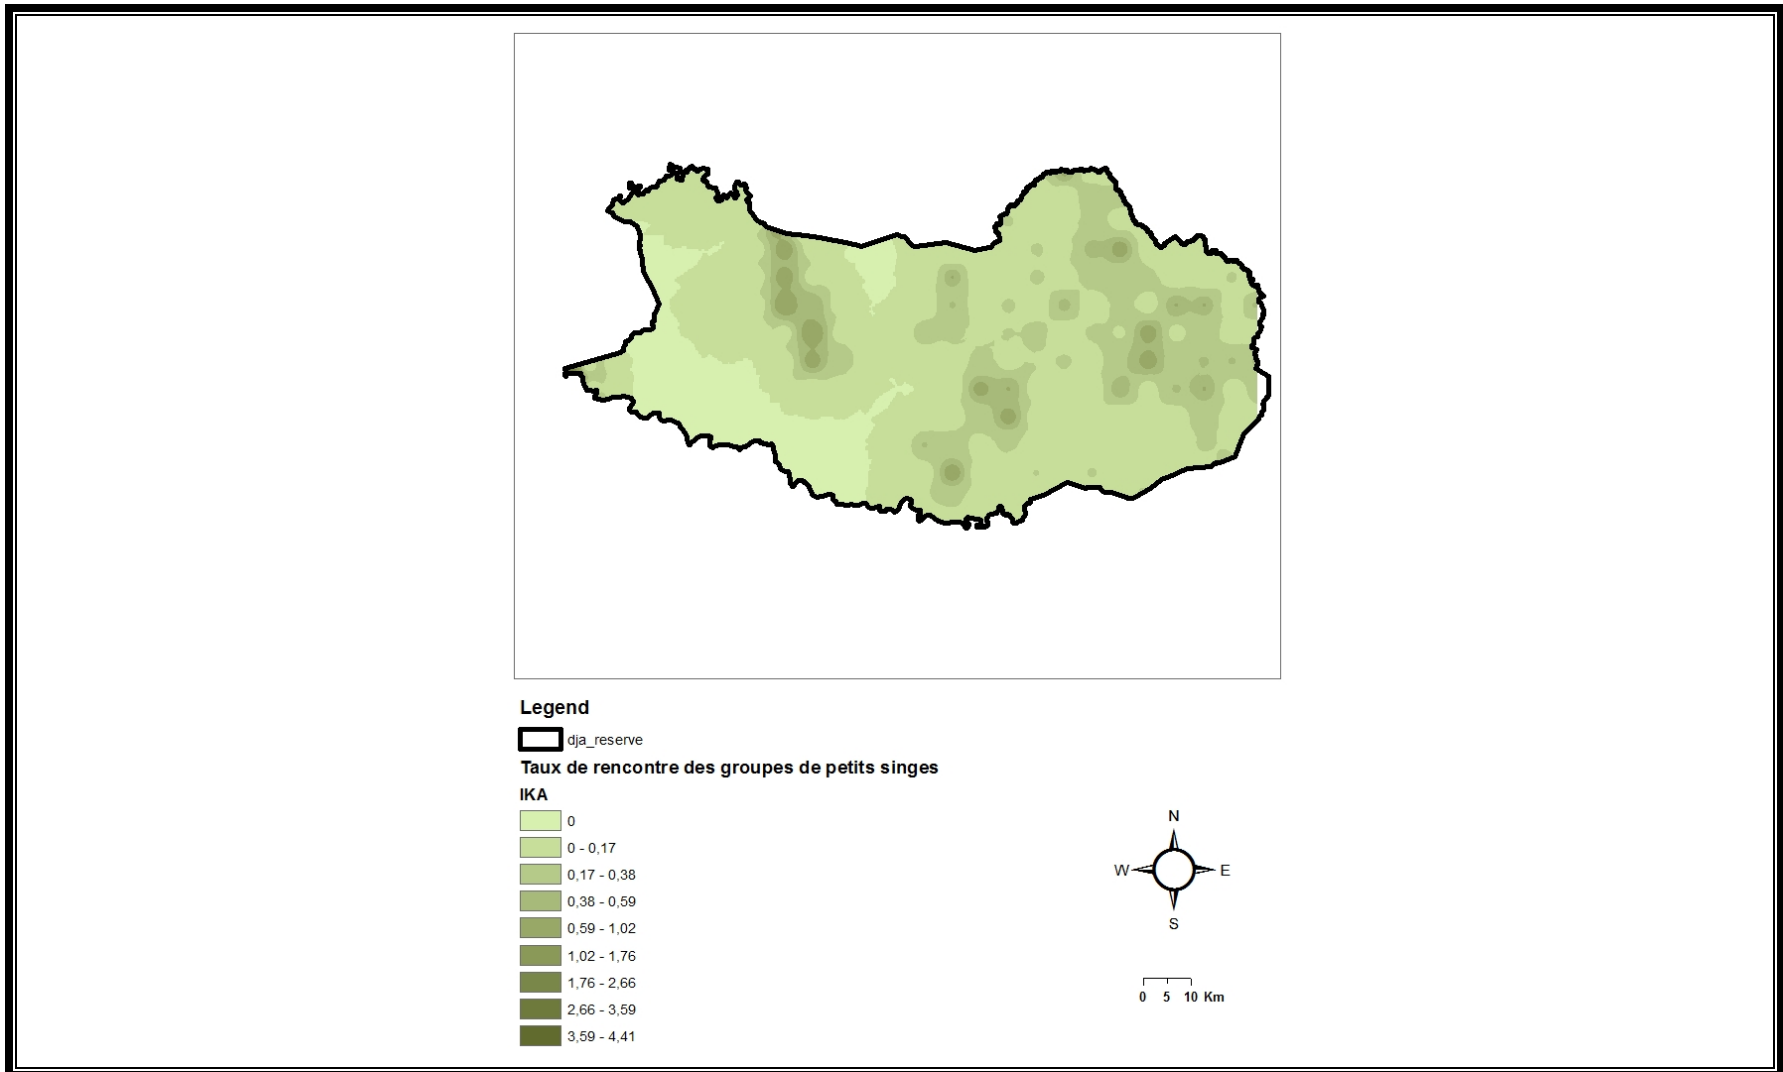 Legend
dja_reserve
Taux de rencontre des groupes de petits singes
IKA
0
0 - 0,17
0,17 - 0,38
0,38 - 0,59
0,59 - 1,02
1,02 - 1,76
1,76 - 2,66
2,66 - 3,59
3,59 - 4,41
N
W E
S
0 5 10 Km